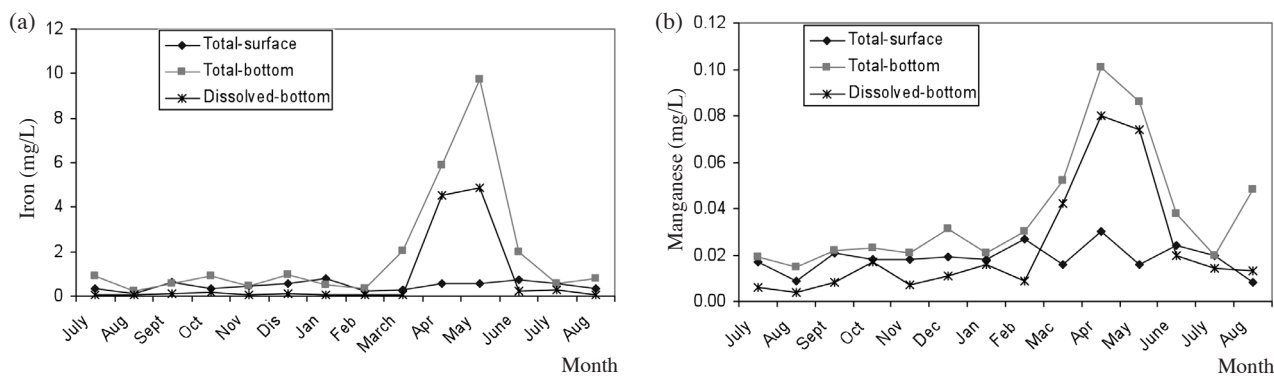 (a)
12
10
8
6
4
2
0
Iron (mg/L)
Total-surface
Total-bottom
Dissolved-bottom
July Aug Sept Oct Nov Dis Jan Feb March Apr May June July Aug
Month
(b)
0.12
0.10
0.08
0.06
0.04
0.02
0.00
Manganese (mg/L)
Total-surface
Total-bottom
Dissolved-bottom
July Aug Sept Oct Nov Dec Jan Feb Mac Apr May June July Aug
Month